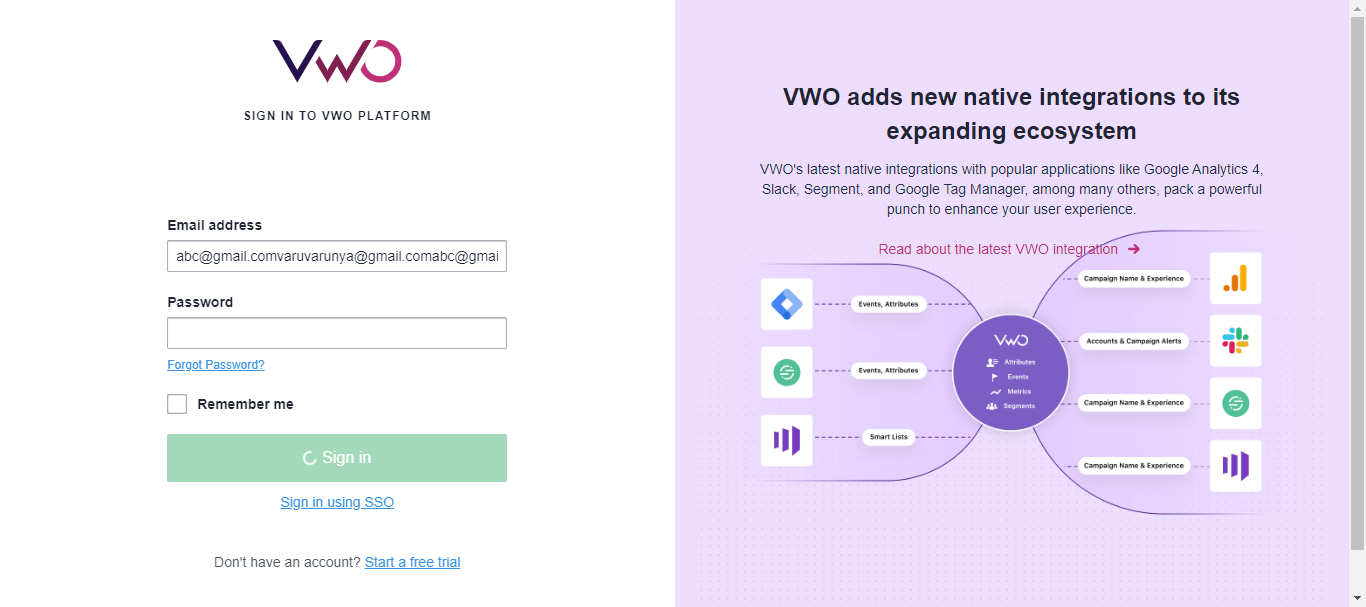 VWO
SIGN IN TO VWO PLATFORM
Email address
abc@gmail.comvaruvarunya@gmail.comabc@gmai
Password
Forgot Password?
Remember me
Sign in
Sign in using SSO
Don't have an account? Start a free trial
VWO adds new native integrations to its
expanding ecosystem
VWO's latest native integrations with popular applications like Google Analytics 4,
Slack, Segment, and Google Tag Manager, among many others, pack a powerful
punch to enhance your user experience.
Read about the latest VWO integration
Events, Attributes
Events, Attributes
Smart Lists
VWO
Attributes
Events
Metrics
Segments
Campaign Name & Experience
Accounts & Campaign Alerts
Campaign Name & Experience
Campaign Name & Experience